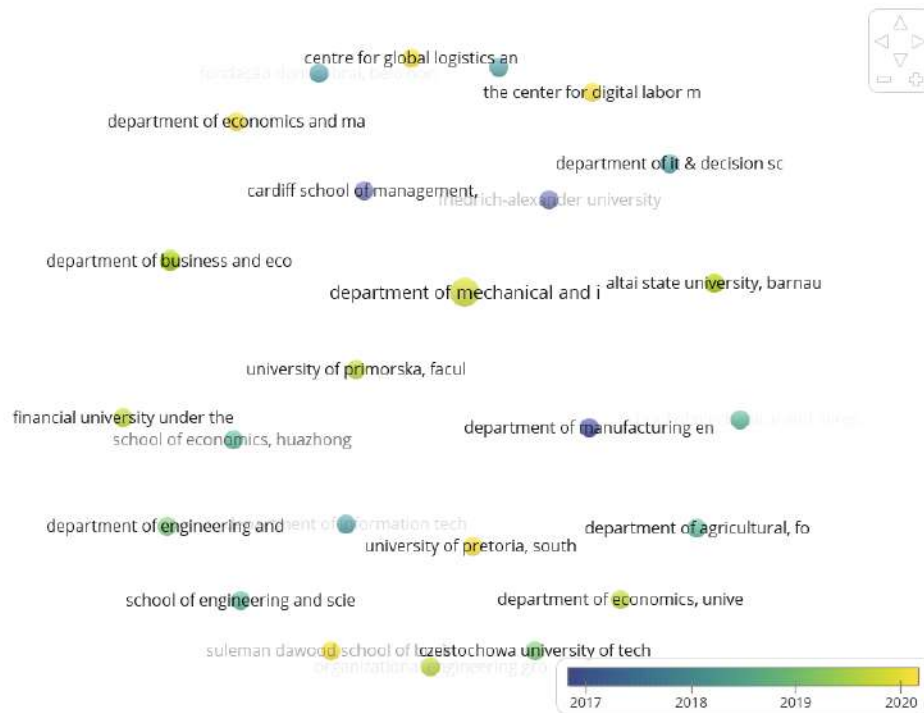 centre for global logistics an
the center for digital labor m
department of economics and ma
department of it & decision sc
cardiff school of management,
friedrich-alexander university
department of business and eco
altai state university, barnau
department of mechanical and i
university of primorska, facul
financial university under the
department of manufacturing en
school of economics, huazhong
department of engineering and
department of information tech
department of agricultural, fo
university of pretoria, south
school of engineering and scie
department of economics, unive
suleman dawood school of
czestochowa university of tech
organizational engineering gro
2017
2018
2019
2020